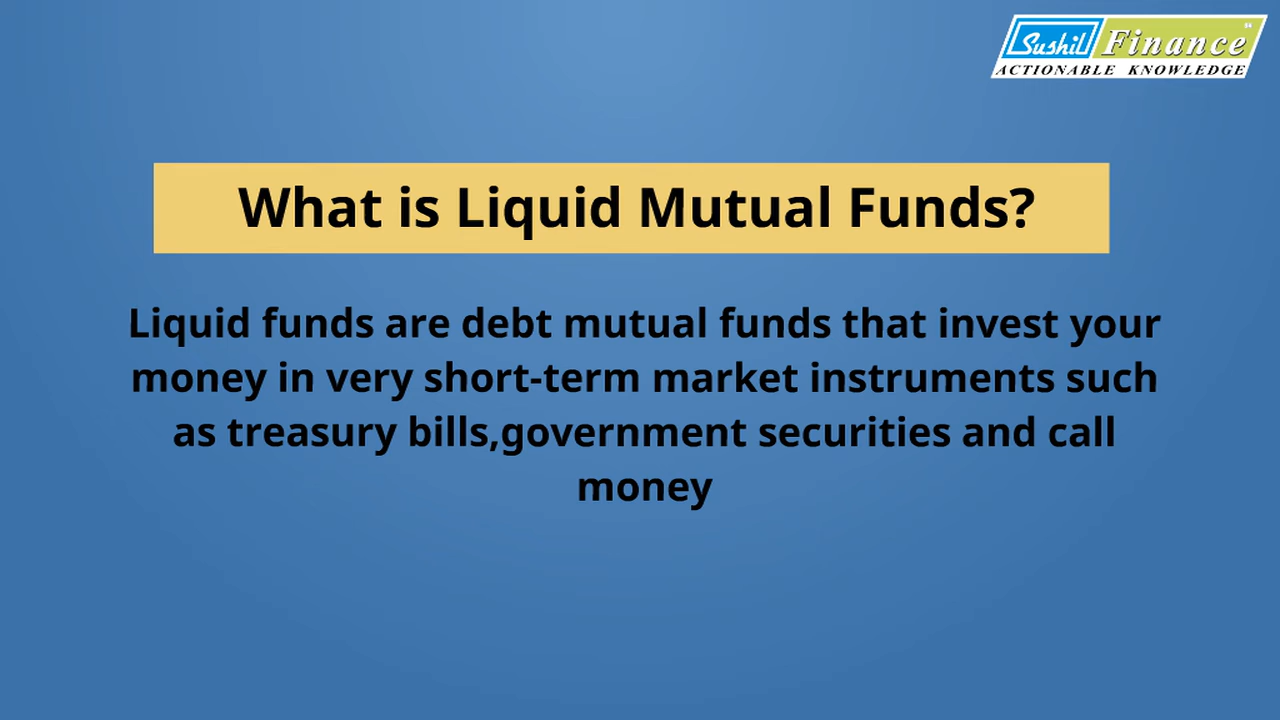 Sushil Finance
ACTIONABLE KNOWLEDGE
What is Liquid Mutual Funds?
Liquid funds are debt mutual funds that invest your
money in very short-term market instruments such
as treasury bills,government securities and call
money